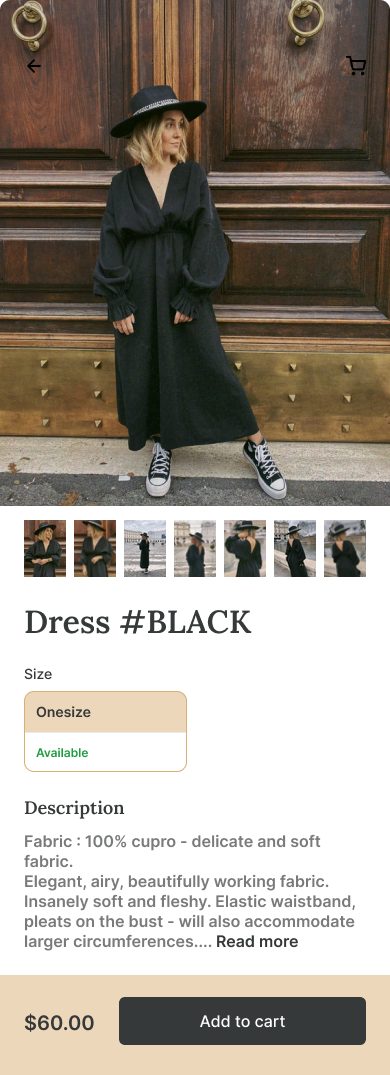 Dress #BLACK
Size
Onesize
Available
Description
Fabric : 100% cupro - delicate and soft
fabric.
Elegant, airy, beautifully working fabric.
Insanely soft and fleshy. Elastic waistband,
pleats on the bust - will also accommodate
larger circumferences.... Read more
$60.00
Add to cart